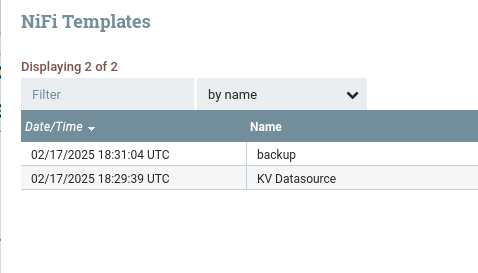 NiFi Templates
Displaying 2 of 2
Filter by name
Date/Time Name
02/17/2025 18:31:04 UTC backup
02/17/2025 18:29:39 UTC KV Datasource